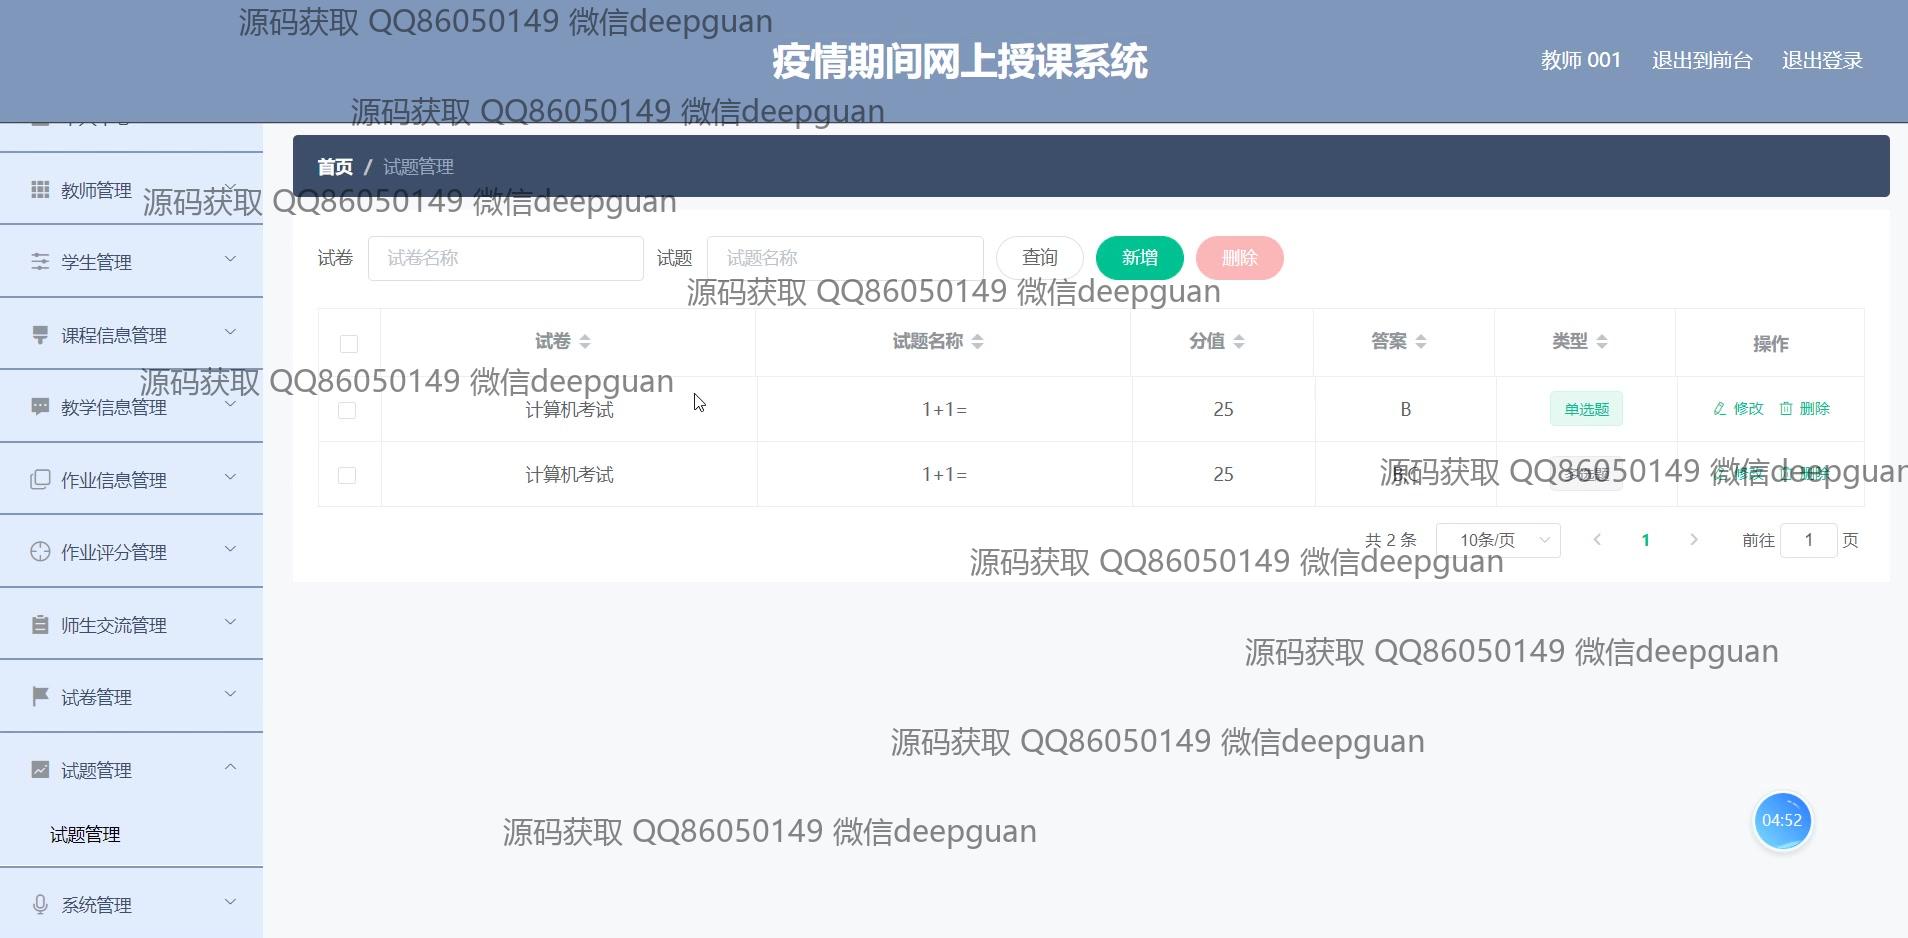 源码获取 QQ86050149 微信deepguan
疫情期间网上授课系统
教师 001 退出到前台 退出登录
源码获取 QQ86050149 微信deepguan
首页 / 试题管理
教师管理
源码获取 QQ86050149 微信deepguan
学生管理
试卷 试卷名称 试题 试题名称 查询 新增 删除
源码获取 QQ86050149 微信deepguan
课程信息管理
试卷 试题名称 分值 答案 类型 操作
源码获取 QQ86050149 微信deepguan
教学信息管理
计算机考试 1+1= 25 B 单选题 修改 删除
作业信息管理
计算机考试 1+1= 25 B,C 多选题 修改 删除
源码获取 QQ86050149 微信deepguan
共 2 条 10条/页 1 前往 1 页
作业评分管理
源码获取 QQ86050149 微信deepguan
师生交流管理
源码获取 QQ86050149 微信deepguan
试卷管理
源码获取 QQ86050149 微信deepguan
试题管理
04:52
试题管理
源码获取 QQ86050149 微信deepguan
系统管理